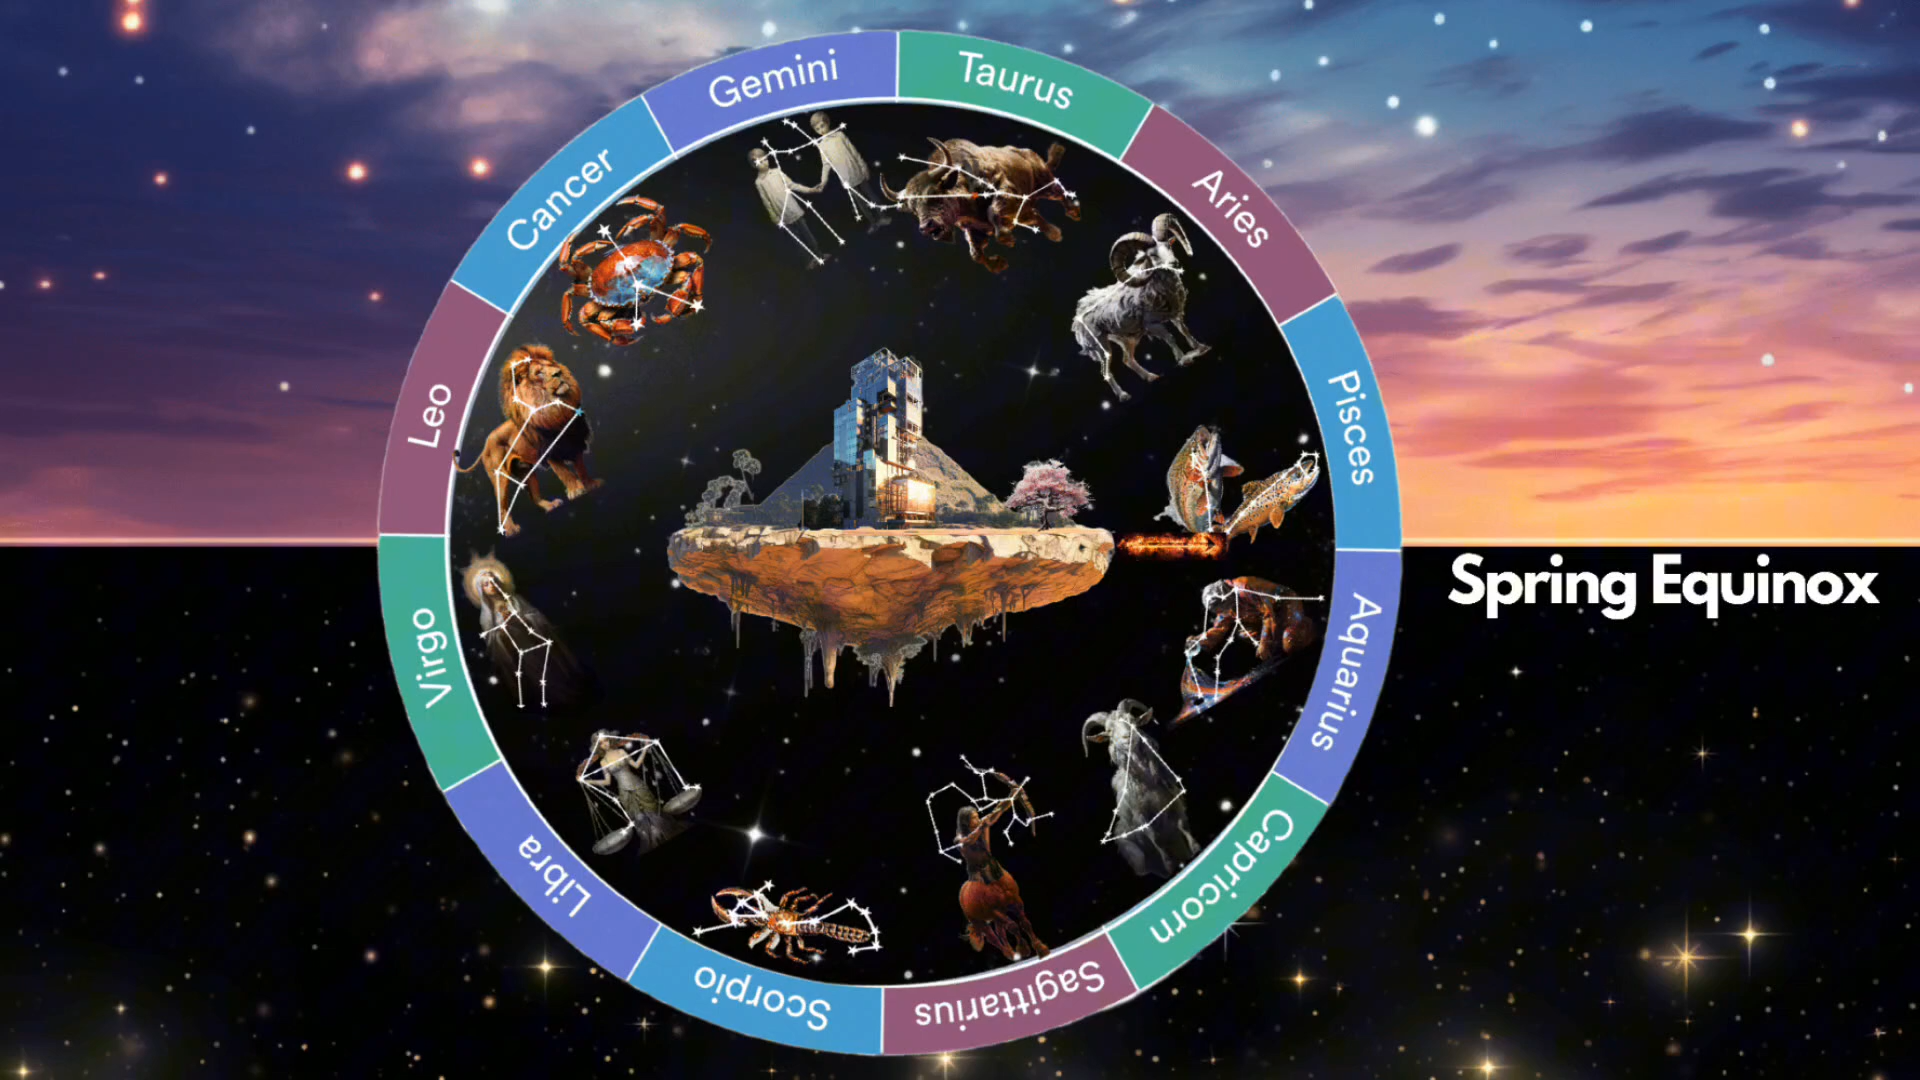 Gemini
Taurus
Cancer
Aries
Leo
Pisces
Spring Equinox
Virgo
Aquarius
Libra
Capricorn
Scorpio
Sagittarius